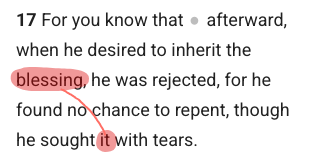 17 For you know that afterward,
when he desired to inherit the
blessing, he was rejected, for he
found no chance to repent, though
he sought it with tears.